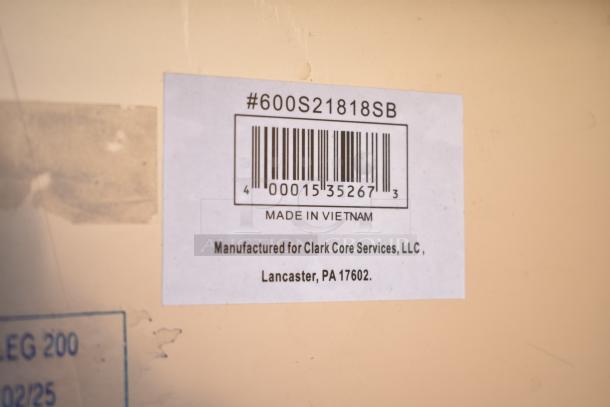 #600S21818SB
4 00015 35267 3
MADE IN VIETNAM
Manufactured for Clark Core Services, LLC,
Lancaster, PA 17602.
LEG 200
02/25